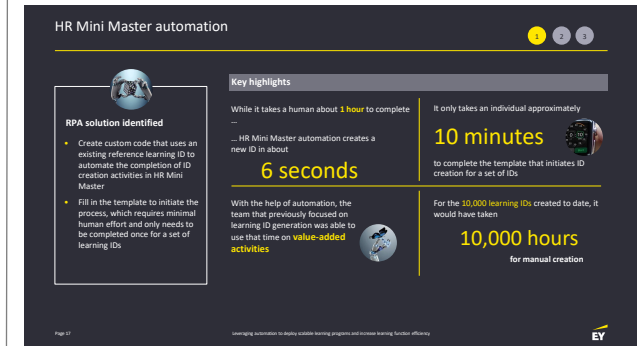 HR Mini Master automation
1 2 3
RPA solution identified
• Create custom code that uses an
existing reference learning ID to
automate the completion of ID
creation activities in HR Mini
Master
• Fill in the template to initiate the
process, which requires minimal
human effort and only needs to
be completed once for a set of
learning IDs
Key highlights
While it takes a human about 1 hour to complete
…
… HR Mini Master automation creates a
new ID in about
6 seconds
It only takes an individual approximately
10 minutes
to complete the template that initiates ID
creation for a set of IDs
With the help of automation, the
team that previously focused on
learning ID generation was able to
use that time on value-added
activities
For the 10,000 learning IDs created to date, it
would have taken
10,000 hours
for manual creation
Page 17
Leveraging automation to deploy scalable learning programs and increase learning function efficiency
EY